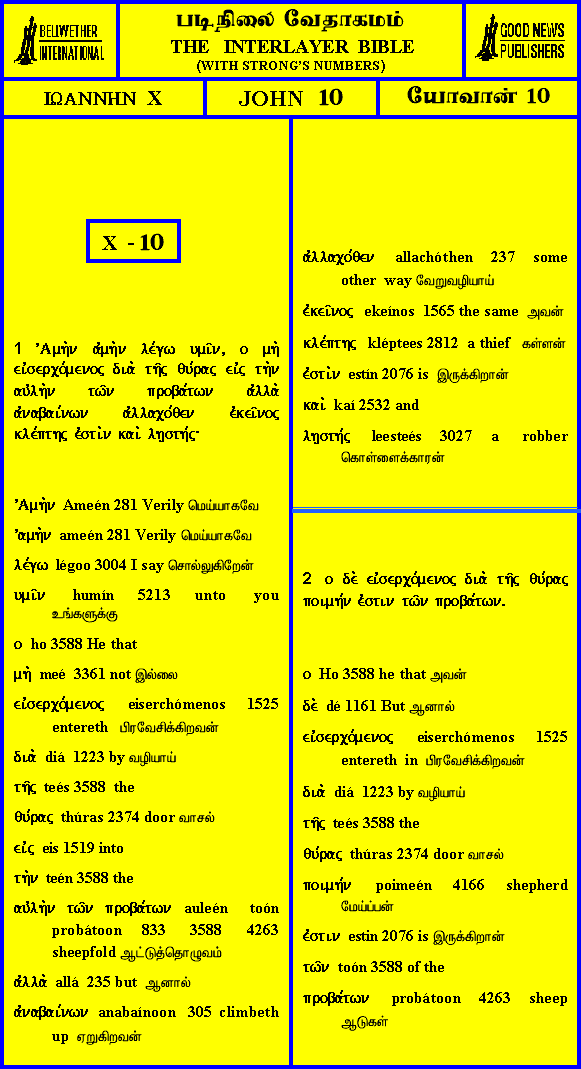 BELLWETHER
INTERNATIONAL
படிநிலை வேதாகமம்
THE INTERLAYER BIBLE
(WITH STRONG'S NUMBERS)
GOOD NEWS
PUBLISHERS
ΙΩΑΝΝΗΝ X
JOHN 10
யோவான் 10
X - 10
1 ʼΑμὴν ἀμὴν λέγω υμῖν, ο μὴ
εἰσερχόμενος διὰ τῆς θύρας εἰς τὴν
αὐλὴν τῶν προβάτων ἀλλὰ
ἀναβαίνων ἀλλαχόθεν ἐκεῖνος
κλέπτης ἐστὶν καὶ λῃστής·
ʼΑμὴν Ameén 281 Verily மெய்யாகவே
ʼαμὴν ameén 281 Verily மெய்யாகவே
λέγω légoo 3004 I say சொல்லுகிறேன்
υμῖν humín 5213 unto you
உங்களுக்கு
ο ho 3588 He that
μὴ meé 3361 not இல்லை
εἰσερχόμενος eiserchómenos 1525
entereth பிரவேசிக்கிறவன்
διὰ diá 1223 by வழியாய்
τῆς teés 3588 the
θύρας thúras 2374 door வாசல்
εἰς eis 1519 into
τὴν teén 3588 the
αὐλὴν τῶν προβάτων auleén toón
probátoon 833 3588 4263
sheepfold ஆட்டுத்தொழுவம்
ἀλλὰ allá 235 but ஆனால்
ἀναβαίνων anabaínoon 305 climbeth
up ஏறுகிறவன்
ἀλλαχόθεν allachóthen 237 some
other way வேறுவழியாய்
ἐκεῖνος ekeínos 1565 the same அவன்
κλέπτης kléptees 2812 a thief கள்ளன்
ἐστὶν estín 2076 is இருக்கிறான்
καὶ kaí 2532 and
λῃστής leesteés 3027 a robber
கொள்ளைக்காரன்
2 ο δὲ εἰσερχόμενος διὰ τῆς θύρας
ποιμήν ἐστιν τῶν προβάτων.
ο Ho 3588 he that அவன்
δὲ dé 1161 But ஆனால்
εἰσερχόμενος eiserchómenos 1525
entereth in பிரவேசிக்கிறவன்
διὰ diá 1223 by வழியாய்
τῆς teés 3588 the
θύρας thúras 2374 door வாசல்
ποιμήν poimeén 4166 shepherd
மேய்ப்பன்
ἐστιν estin 2076 is இருக்கிறான்
τῶν toón 3588 of the
προβάτων probátoon 4263 sheep
ஆடுகள்